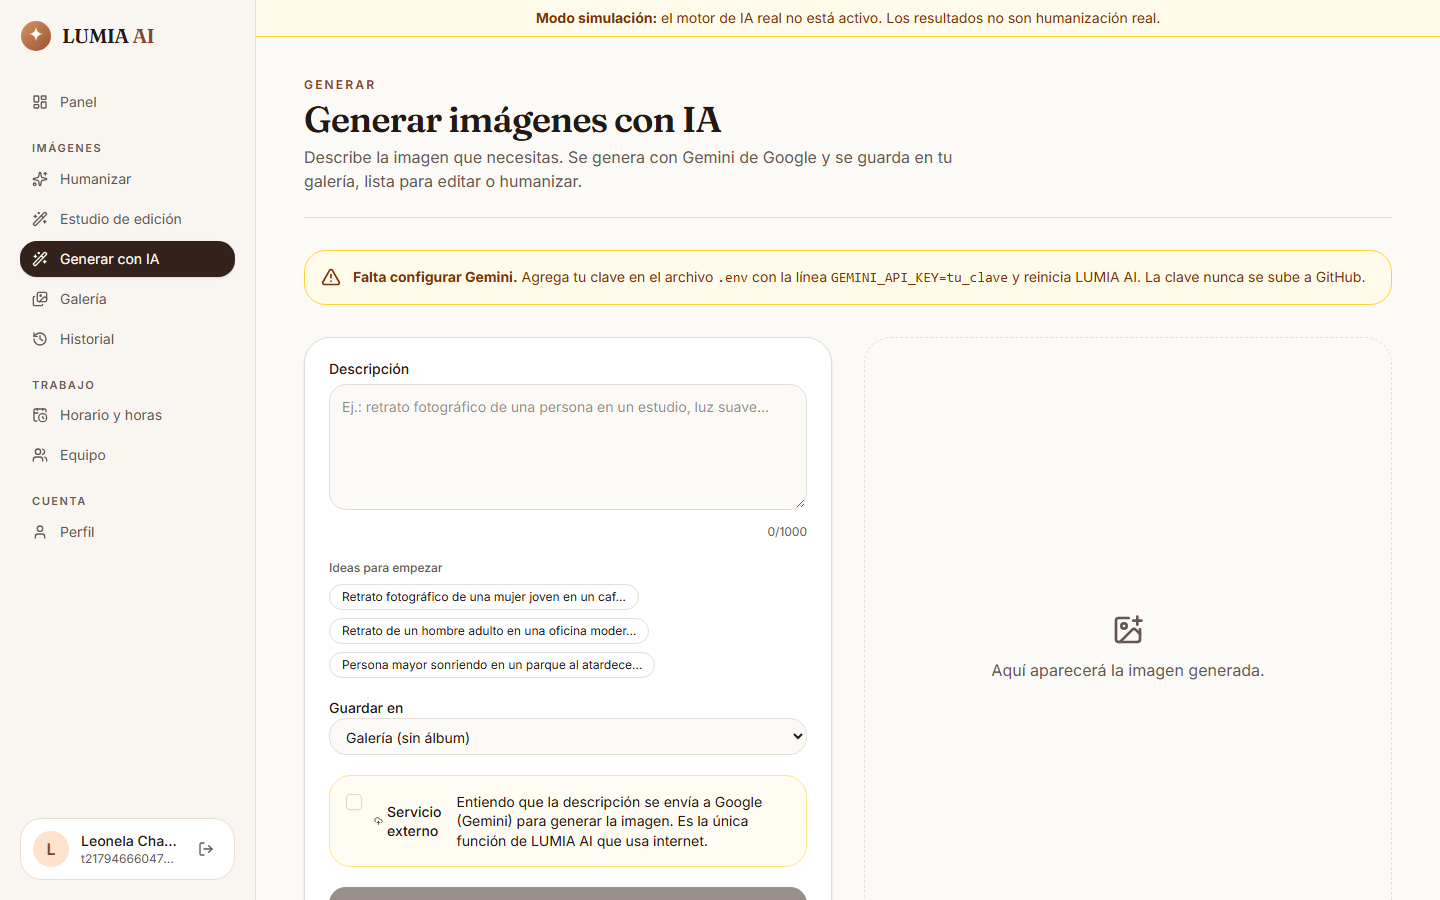 LUMIA AI
Panel
IMÁGENES
Humanizar
Estudio de edición
Generar con IA
Galería
Historial
TRABAJO
Horario y horas
Equipo
CUENTA
Perfil
L
Leonela Cha...
t21794666047...
Modo simulación: el motor de IA real no está activo. Los resultados no son humanización real.
GENERAR
Generar imágenes con IA
Describe la imagen que necesitas. Se genera con Gemini de Google y se guarda en tu
galería, lista para editar o humanizar.
Falta configurar Gemini. Agrega tu clave en el archivo .env con la línea GEMINI_API_KEY=tu_clave y reinicia LUMIA AI. La clave nunca se sube a GitHub.
Descripción
Ej.: retrato fotográfico de una persona en un estudio, luz suave...
0/1000
Ideas para empezar
Retrato fotográfico de una mujer joven en un caf...
Retrato de un hombre adulto en una oficina moder...
Persona mayor sonriendo en un parque al atardece...
Guardar en
Galería (sin álbum)
Servicio
externo
Entiendo que la descripción se envía a Google
(Gemini) para generar la imagen. Es la única
función de LUMIA AI que usa internet.
Aquí aparecerá la imagen generada.